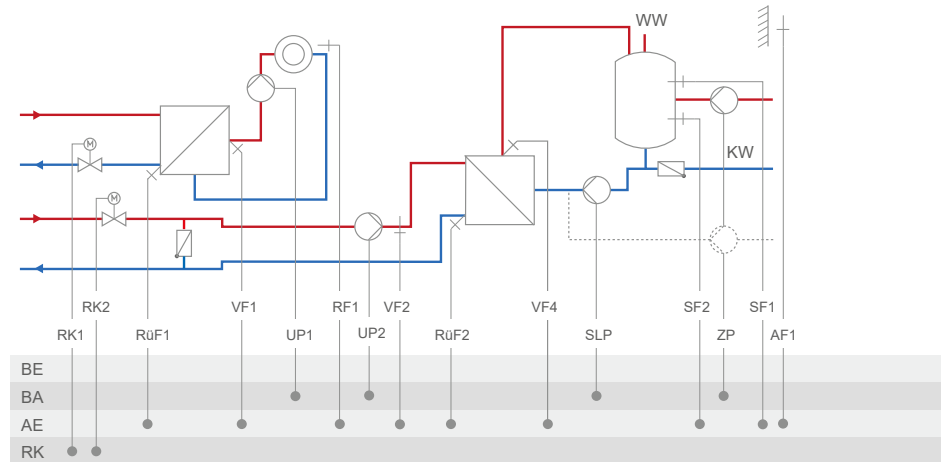 WW
M
KW
M
RK2
VF1
RF1
VF2
VF4
SF2
SF1
RK1
RüF1
UP1
UP2
RüF2
SLP
ZP
AF1
BE
BA
AE
RK